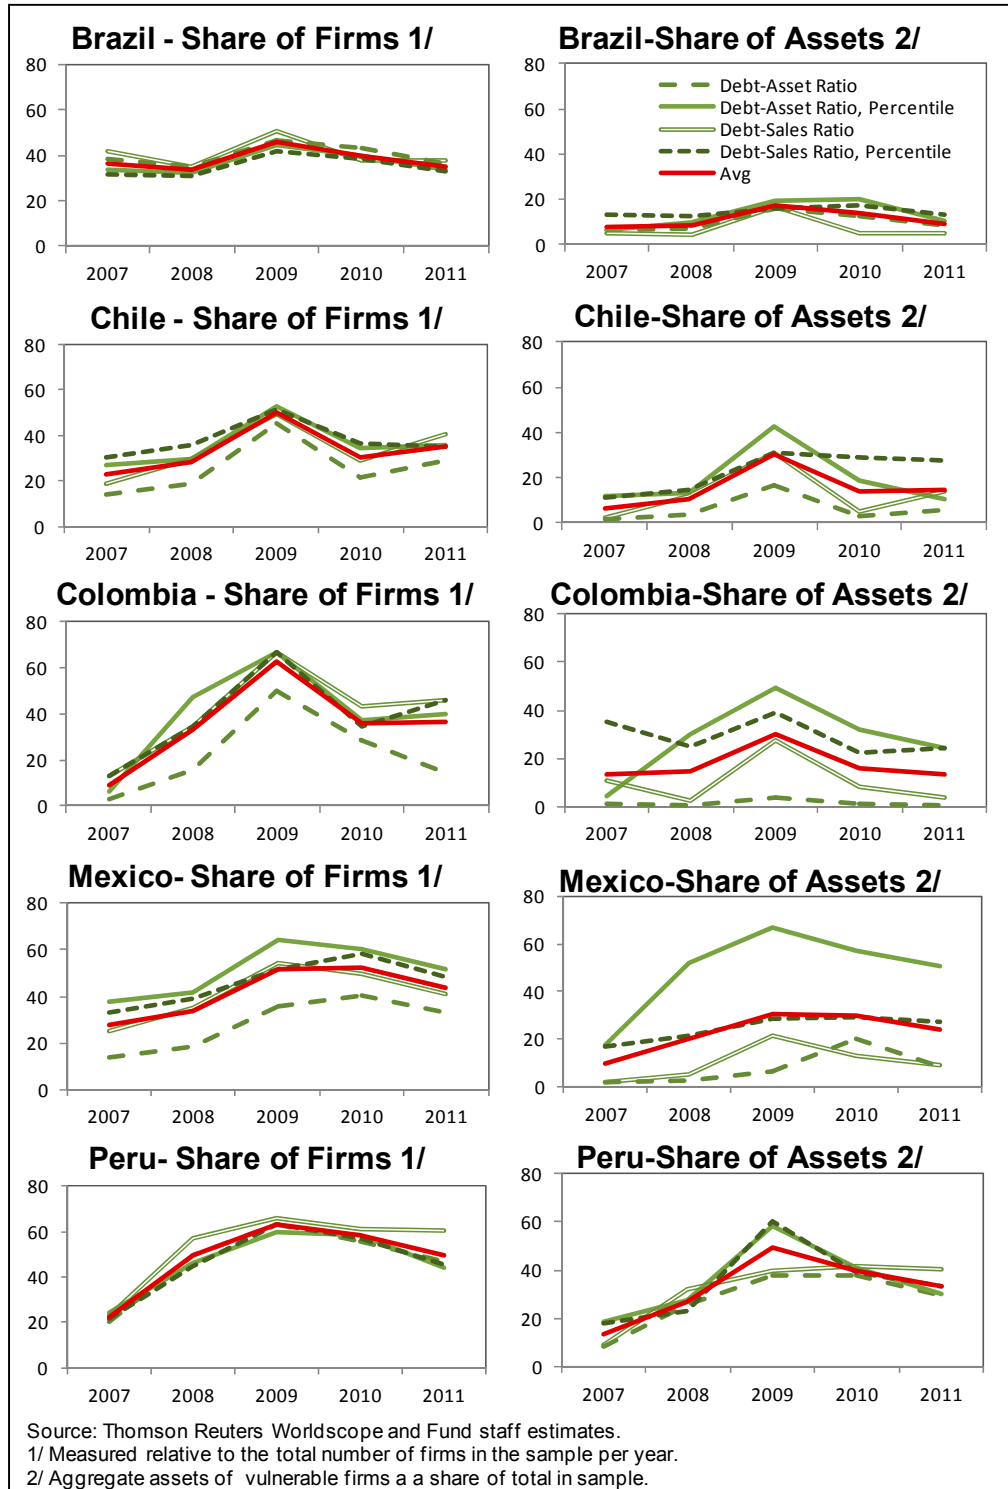 Brazil - Share of Firms 1/
80
60
40
20
0
2007 2008 2009 2010 2011
Brazil-Share of Assets 2/
80
60
40
20
0
Debt-Asset Ratio
Debt-Asset Ratio, Percentile
Debt-Sales Ratio
Debt-Sales Ratio, Percentile
Avg
2007 2008 2009 2010 2011
Chile - Share of Firms 1/
80
60
40
20
0
2007 2008 2009 2010 2011
Chile-Share of Assets 2/
80
60
40
20
0
2007 2008 2009 2010 2011
Colombia - Share of Firms 1/
80
60
40
20
0
2007 2008 2009 2010 2011
Colombia-Share of Assets 2/
80
60
40
20
0
2007 2008 2009 2010 2011
Mexico- Share of Firms 1/
80
60
40
20
0
2007 2008 2009 2010 2011
Mexico-Share of Assets 2/
80
60
40
20
0
2007 2008 2009 2010 2011
Peru- Share of Firms 1/
80
60
40
20
0
2007 2008 2009 2010 2011
Peru-Share of Assets 2/
80
60
40
20
0
2007 2008 2009 2010 2011
Source: Thomson Reuters Worldscope and Fund staff estimates.
1/ Measured relative to the total number of firms in the sample per year.
2/ Aggregate assets of vulnerable firms a a share of total in sample.